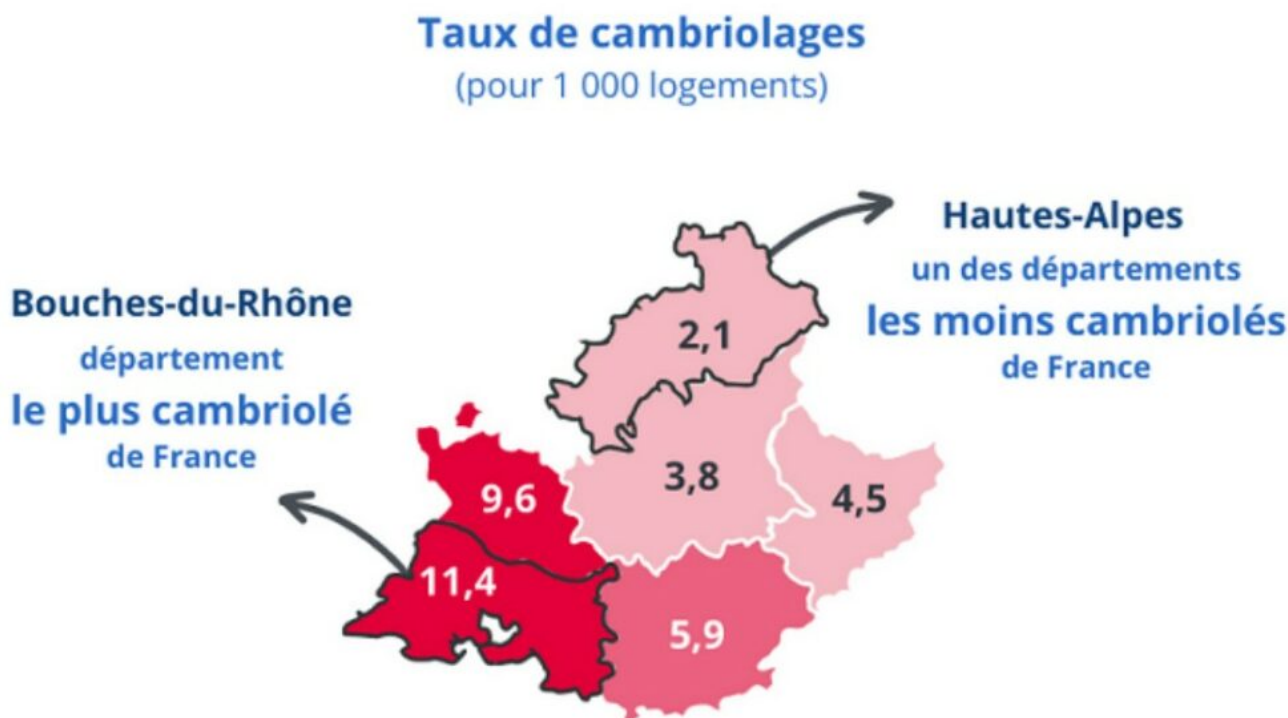 Taux de cambriolages
(pour 1 000 logements)
Hautes-Alpes
un des départements
les moins cambriolés
de France
Bouches-du-Rhône
département
le plus cambriolé
de France
2,1
3,8
4,5
9,6
11,4
5,9